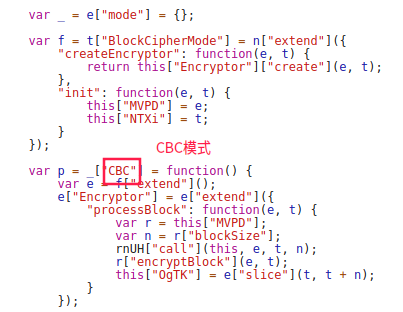 var _ = e["mode"] = {};
var f = t["BlockCipherMode"] = n["extend"]({
"createEncryptor": function(e, t) {
return this["Encryptor"]["create"](e, t);
},
"init": function(e, t) {
this["MVPD"] = e;
this["NTXi"] = t;
}
});
CBC模式
var p = _["CBC"] = function() {
var e = f["extend"]();
e["Encryptor"] = e["extend"]({
"processBlock": function(e, t) {
var r = this["MVPD"];
var n = r["blockSize"];
rnUH["call"](this, e, t, n);
r["encryptBlock"](e, t);
this["OgTK"] = e["slice"](t, t + n);
}
});